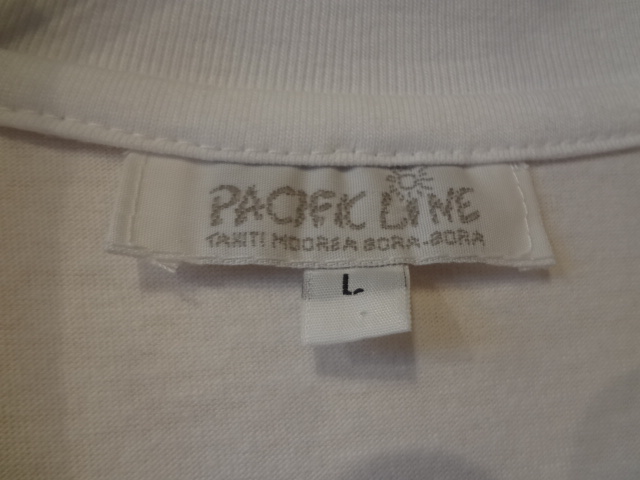 PACIFIC LINE
TAHITI MOOREA BORA-BORA
L.